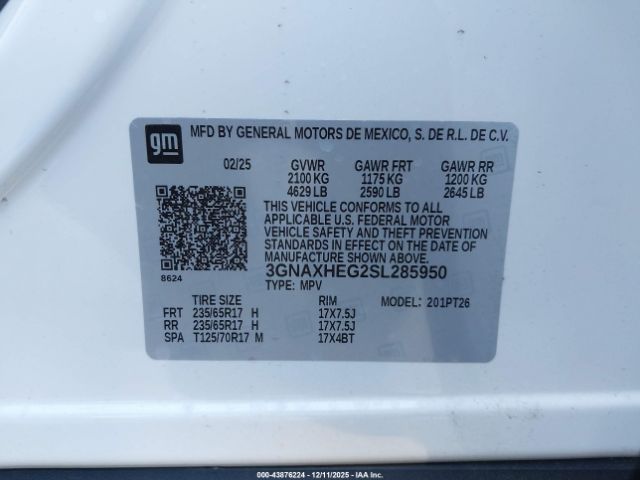 gm MFD BY GENERAL MOTORS DE MEXICO, S. DE R.L. DE C.V.
02/25 GVWR GAWR FRT GAWR RR
2100 KG 1175 KG 1200 KG
4629 LB 2590 LB 2645 LB
THIS VEHICLE CONFORMS TO ALL
APPLICABLE U.S. FEDERAL MOTOR
VEHICLE SAFETY AND THEFT PREVENTION
STANDARDS IN EFFECT ON THE DATE OF
MANUFACTURE SHOWN ABOVE.
3GNAXHEG2SL285950
8624
TYPE: MPV
TIRE SIZE RIM MODEL: 201PT26
FRT 235/65R17 H 17X7.5J
RR 235/65R17 H 17X7.5J
SPA T125/70R17 M 17X4BT
00-43876224 - 12/11/2025 - IAA Inc.